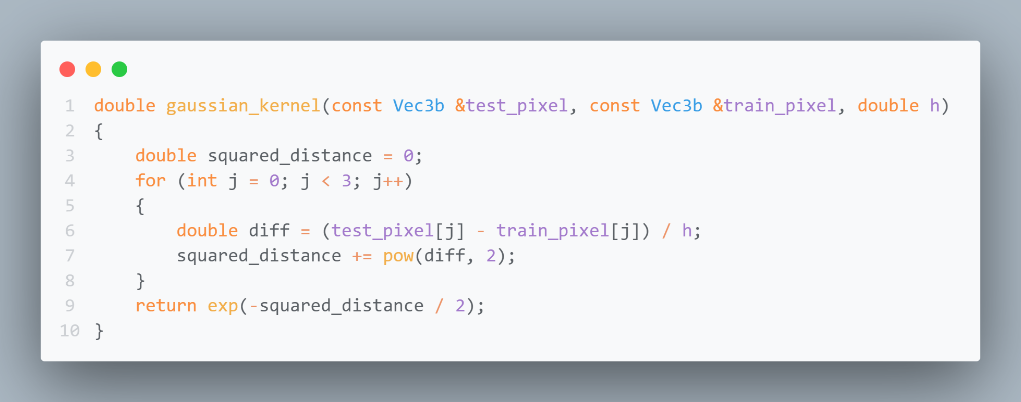 1 double gaussian_kernel(const Vec3b &test_pixel, const Vec3b &train_pixel, double h)
2 {
3     double squared_distance = 0;
4     for (int j = 0; j < 3; j++)
5     {
6         double diff = (test_pixel[j] - train_pixel[j]) / h;
7         squared_distance += pow(diff, 2);
8     }
9     return exp(-squared_distance / 2);
10 }